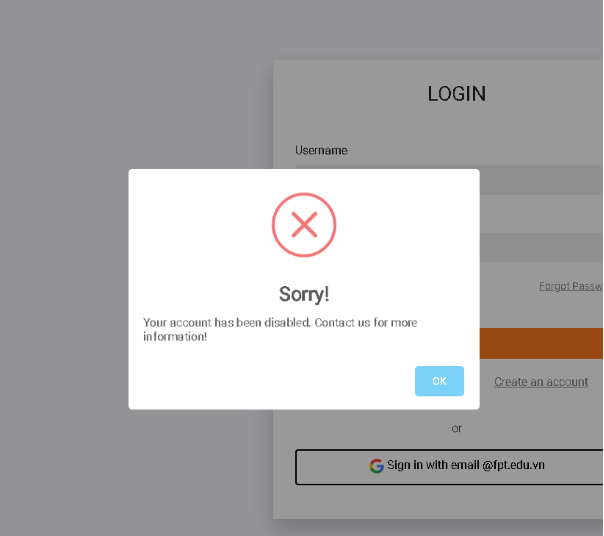 LOGIN
Username
Sorry!
Your account has been disabled. Contact us for more
information!
Forgot
OK
Create an account
or
Sign in with email @fpt.edu.vn